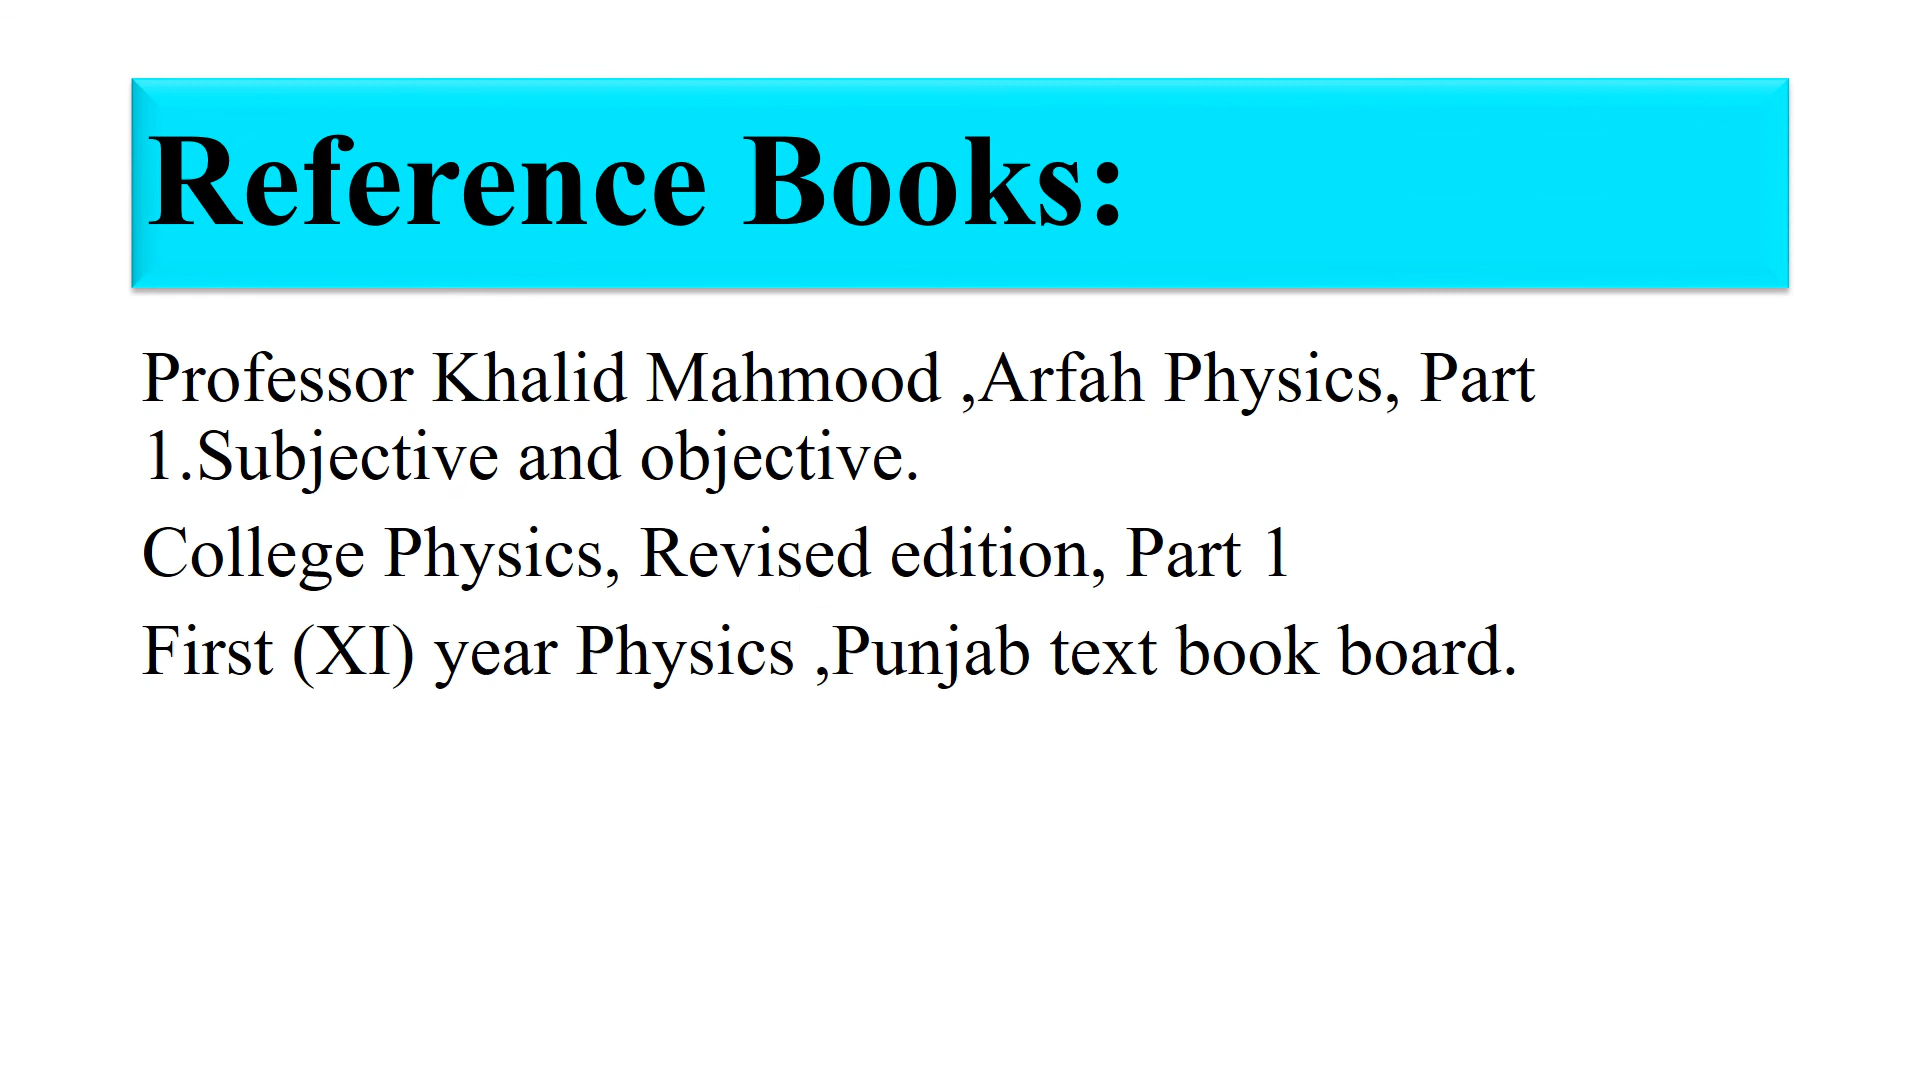 Reference Books:
Professor Khalid Mahmood ,Arfah Physics, Part
1.Subjective and objective.
College Physics, Revised edition, Part 1
First (XI) year Physics ,Punjab text book board.